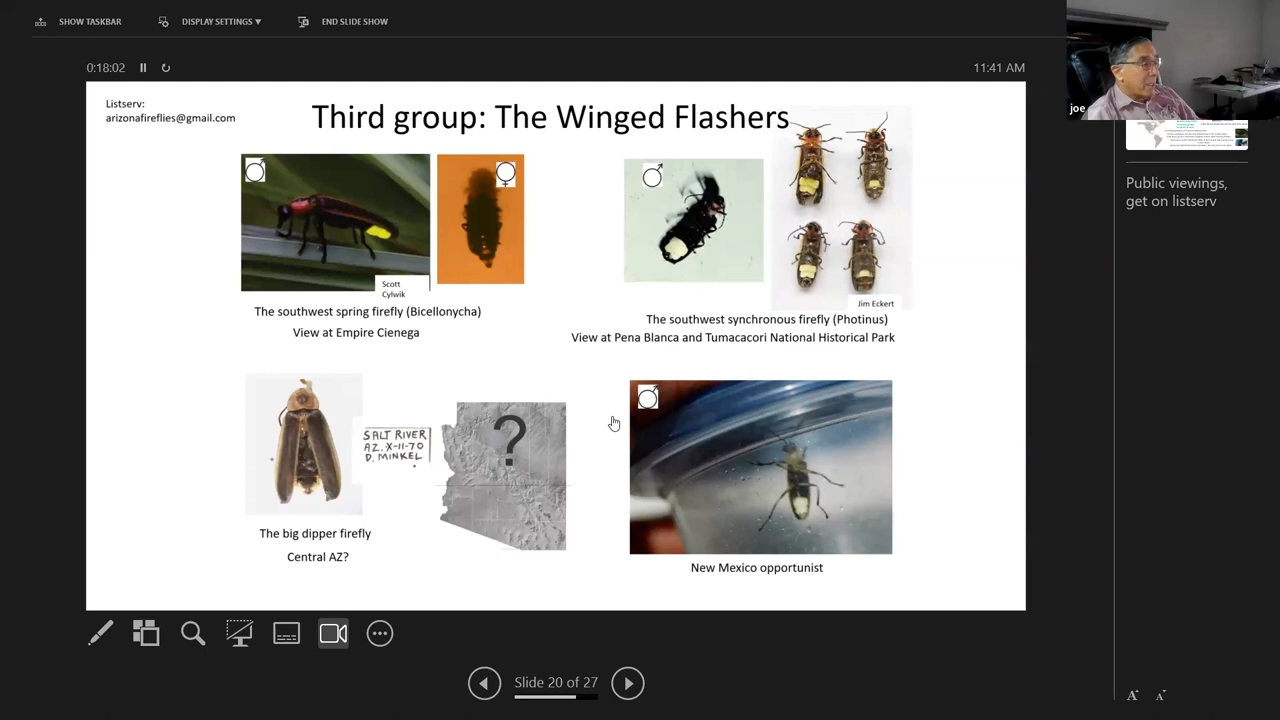 SHOW TASKBAR
DISPLAY SETTINGS ▼
END SLIDE SHOW
0:18:02
11:41 AM
joe
Listserv:
arizonafireflies@gmail.com
Third group: The Winged Flashers
Scott
Cylwik
The southwest spring firefly (Bicellonycha)
View at Empire Cienega
Jim Eckert
The southwest synchronous firefly (Photinus)
View at Pena Blanca and Tumacacori National Historical Park
SALT RIVER
AZ. X-11-70
D. MINKEL
?
The big dipper firefly
Central AZ?
New Mexico opportunist
Public viewings,
get on listserv
Slide 20 of 27
A A